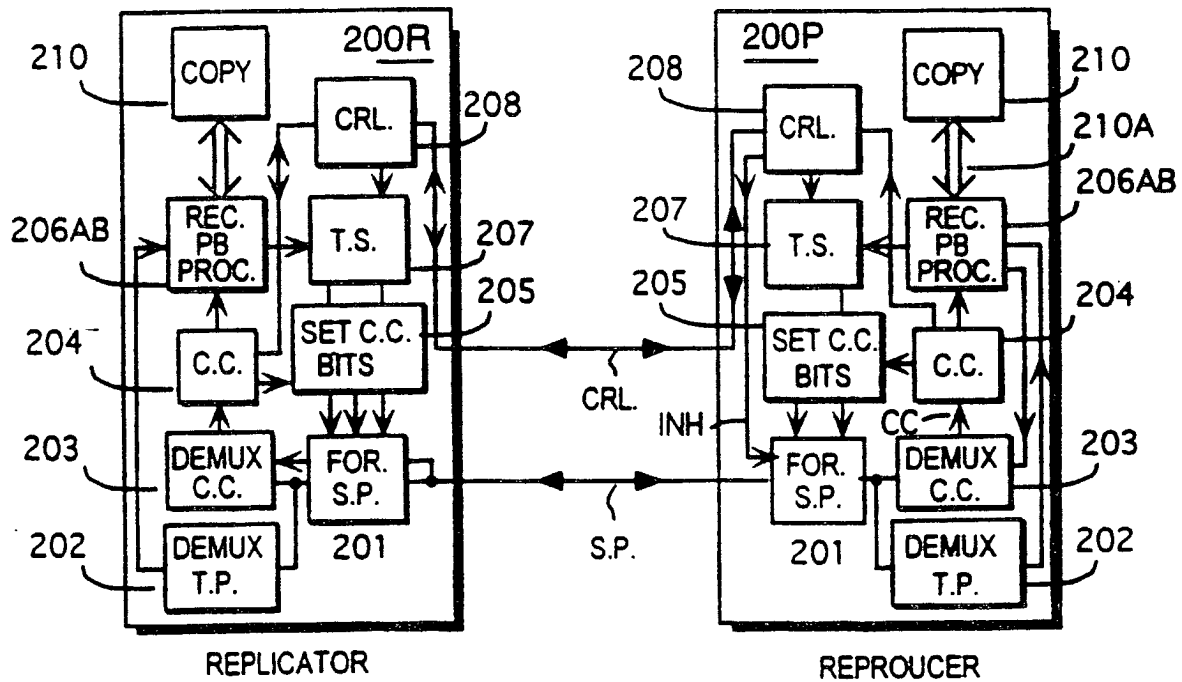 200R
210
COPY
CRL.
208
206AB
REC.
PB
PROC.
T.S.
207
205
204
C.C.
SET C.C.
BITS
203
DEMUX
C.C.
FOR.
S.P.
201
202
DEMUX
T.P.
REPLICATOR
CRL.
S.P.
200P
208
CRL.
COPY
210
210A
206AB
207
T.S.
REC.
PB
PROC.
205
SET C.C.
BITS
C.C.
204
INH
CC
FOR.
S.P.
DEMUX
C.C.
203
201
DEMUX
T.P.
202
REPROUCER